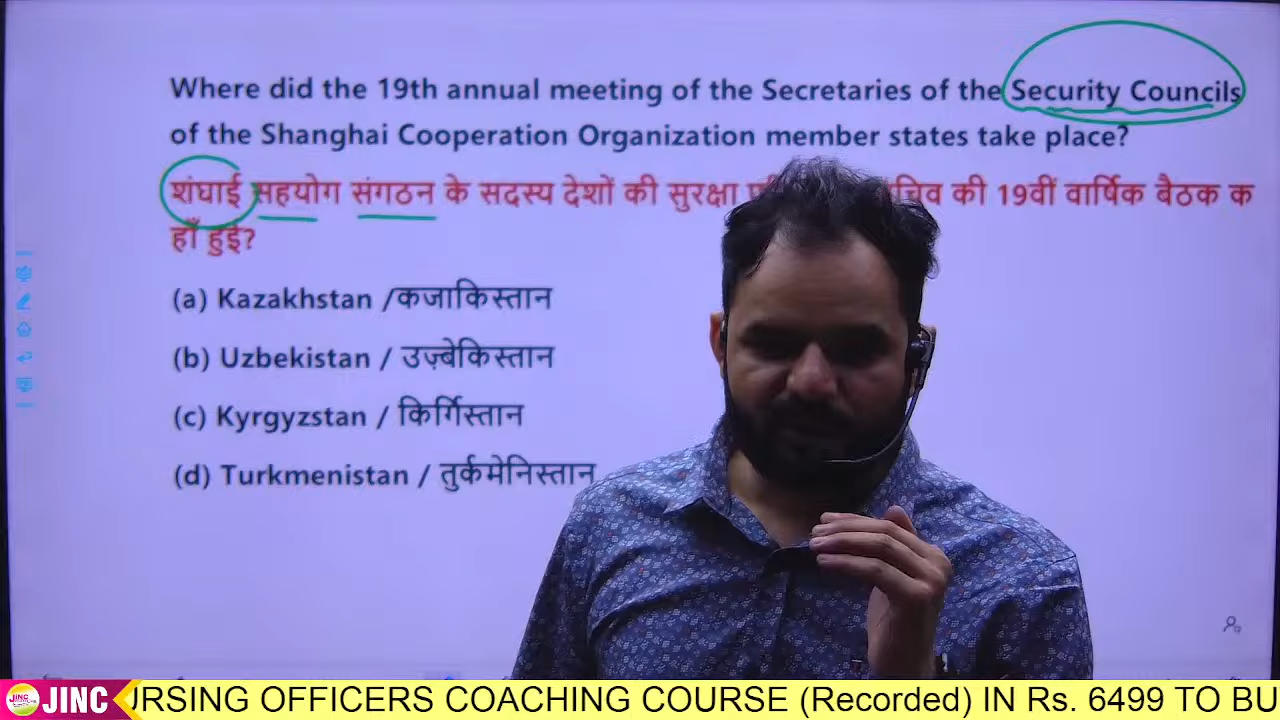 Where did the 19th annual meeting of the Secretaries of the Security Councils
of the Shanghai Cooperation Organization member states take place?
शंघाई सहयोग संगठन के सदस्य देशों की सुरक्षा की 19वीं वार्षिक बैठक क
हाँ हुई?
(a) Kazakhstan /कजाकिस्तान
(b) Uzbekistan / उज़्बेकिस्तान
(c) Kyrgyzstan / किर्गिस्तान
(d) Turkmenistan / तुर्कमेनिस्तान
JINC URSING OFFICERS COACHING COURSE (Recorded) IN Rs. 6499 TO BU